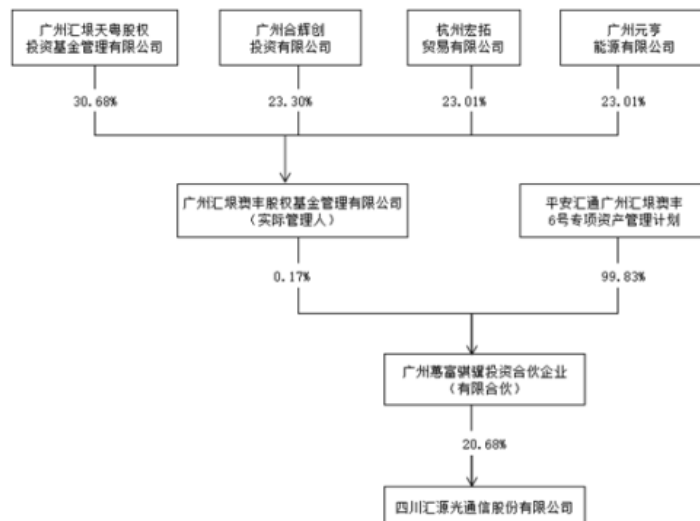 广州汇垠天粤股权
投资基金管理有限公司
广州合辉创
投资有限公司
杭州宏拓
贸易有限公司
广州元亨
能源有限公司
30.68%
23.30%
23.01%
23.01%
广州汇垠澳丰股权基金管理有限公司
（实际管理人）
平安汇通广州汇垠澳丰
6号专项资产管理计划
0.17%
99.83%
广州蕙富骐骥投资合伙企业
（有限合伙）
20.68%
四川汇源光通信股份有限公司